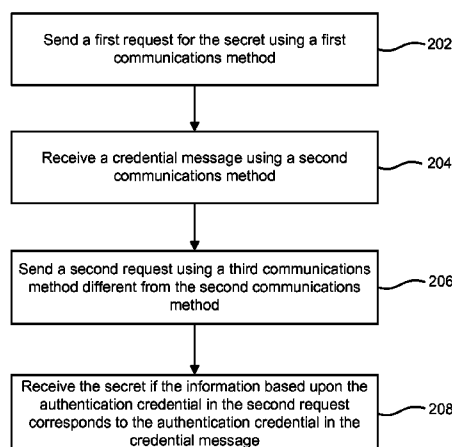 Send a first request for the secret using a first
communications method
202
Receive a credential message using a second
communications method
204
Send a second request using a third communications
method different from the second communications
method
206
Receive the secret if the information based upon the
authentication credential in the second request
corresponds to the authentication credential in the
credential message
208